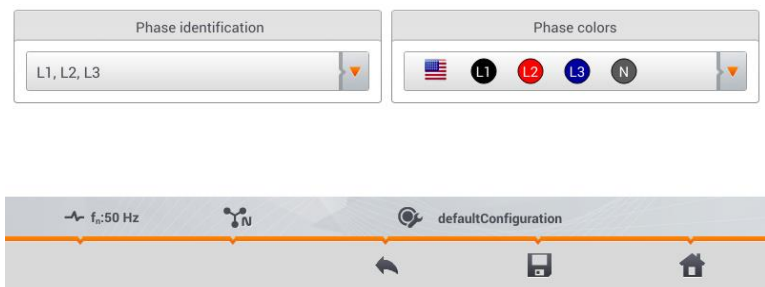 Phase identification
Phase colors
L1, L2, L3
L1 L2 L3 N
fn:50 Hz
N
defaultConfiguration